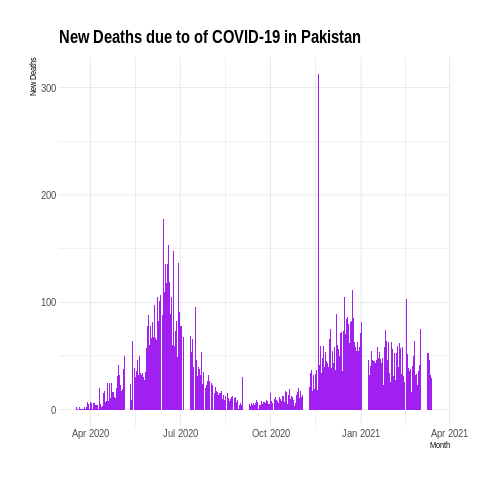 New Deaths due to of COVID-19 in Pakistan
New Deaths
300
200
100
0
Apr 2020 Jul 2020 Oct 2020 Jan 2021 Apr 2021
Month